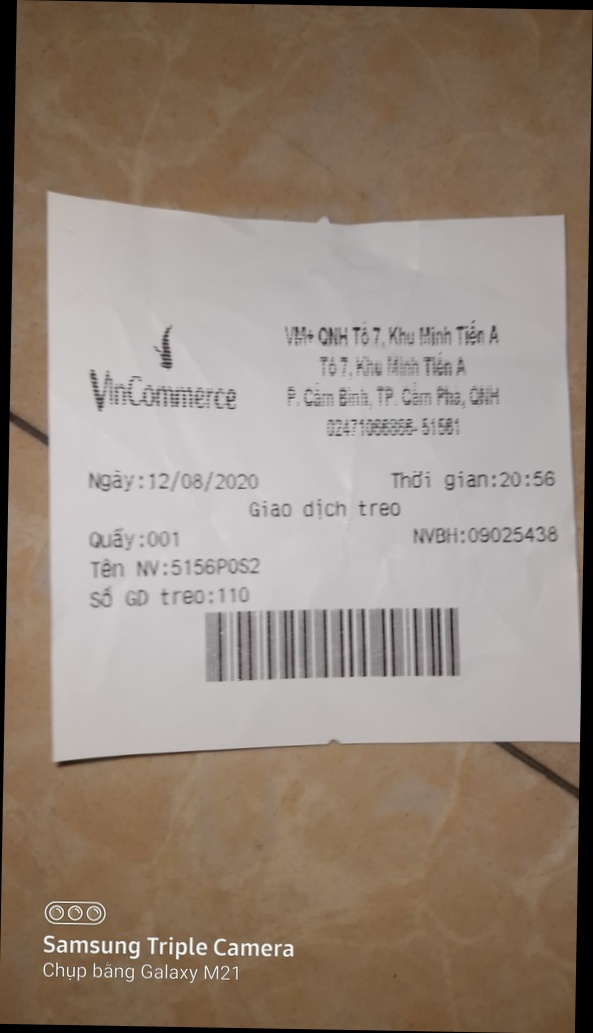 VinCommerce
VM+ QNH Tổ 7, Khu Minh Tiến A
Tổ 7, Khu Minh Tiến A
P. Cẩm Bình, TP. Cẩm Phả, QNH
02471066358- 51561
Ngày:12/08/2020 Thời gian:20:56
Giao dịch treo
Quầy:001 NVBH:09025438
Tên NV:5156POS2
Số GD treo:110
Samsung Triple Camera
Chụp bằng Galaxy M21